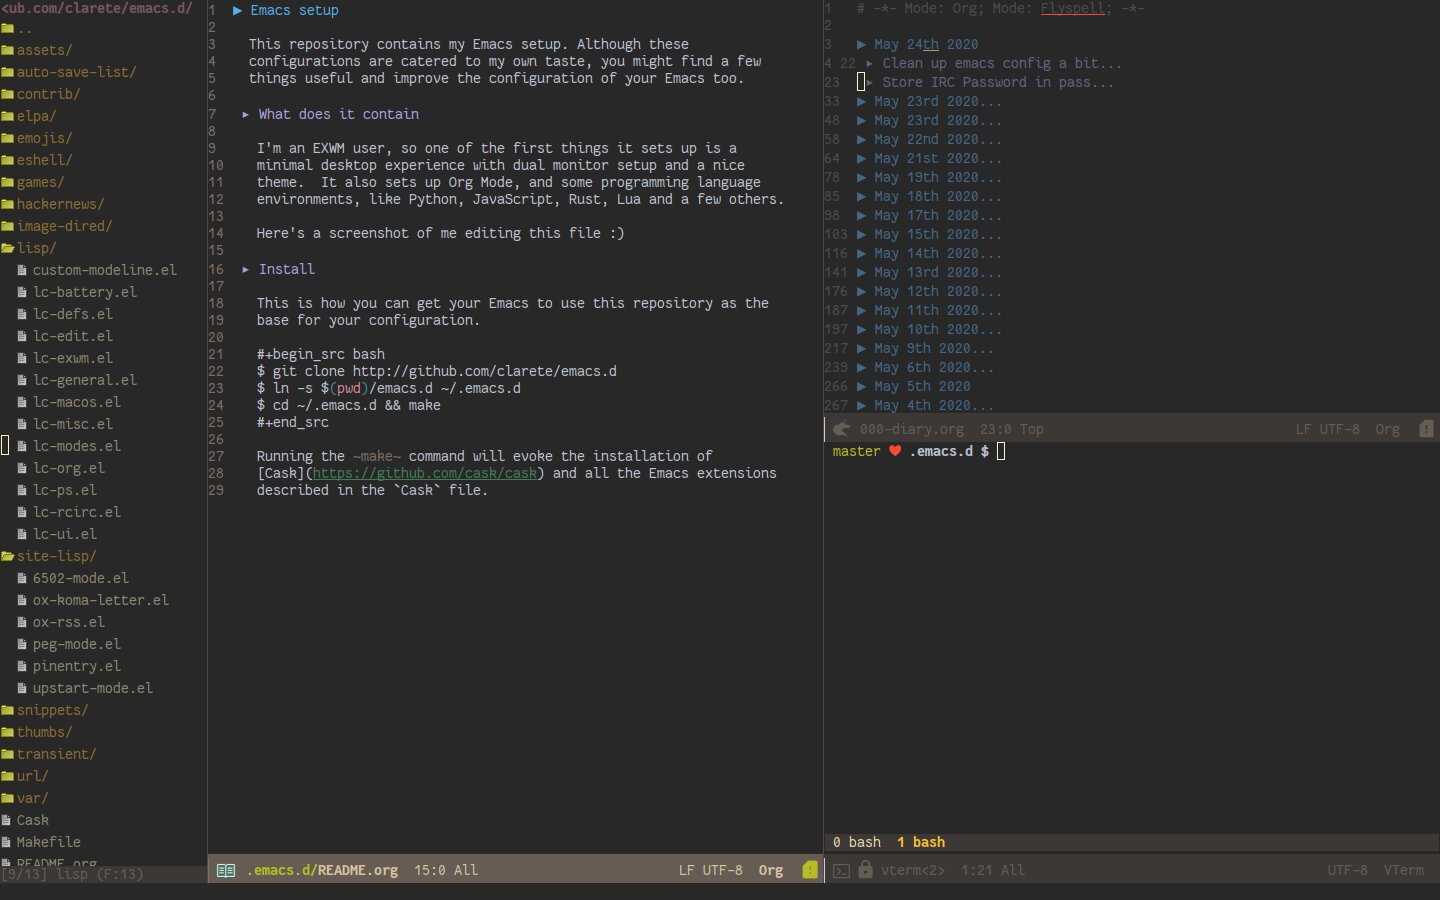 <ub.com/clarete/emacs.d/
..
assets/
auto-save-list/
contrib/
elpa/
emojis/
eshell/
games/
hackernews/
image-dired/
lisp/
custom-modeline.el
lc-battery.el
lc-defs.el
lc-edit.el
lc-exwm.el
lc-general.el
lc-macos.el
lc-misc.el
lc-modes.el
lc-org.el
lc-ps.el
lc-rcirc.el
lc-ui.el
site-lisp/
6502-mode.el
ox-koma-letter.el
ox-rss.el
peg-mode.el
pinentry.el
upstart-mode.el
snippets/
thumbs/
transient/
url/
var/
Cask
Makefile
README.org
[9/13] lisp (F:13)
1 ▶ Emacs setup
2
3 This repository contains my Emacs setup. Although these
4 configurations are catered to my own taste, you might find a few
5 things useful and improve the configuration of your Emacs too.
6
7 ▸ What does it contain
8
9 I'm an EXWM user, so one of the first things it sets up is a
10 minimal desktop experience with dual monitor setup and a nice
11 theme.  It also sets up Org Mode, and some programming language
12 environments, like Python, JavaScript, Rust, Lua and a few others.
13
14 Here's a screenshot of me editing this file :)
15
16 ▸ Install
17
18 This is how you can get your Emacs to use this repository as the
19 base for your configuration.
20
21 #+begin_src bash
22 $ git clone http://github.com/clarete/emacs.d
23 $ ln -s $(pwd)/emacs.d ~/.emacs.d
24 $ cd ~/.emacs.d && make
25 #+end_src
26
27 Running the ~make~ command will evoke the installation of
28 [Cask](https://github.com/cask/cask) and all the Emacs extensions
29 described in the `Cask` file.
.emacs.d/README.org 15:0 All LF UTF-8 Org
1 # -*- Mode: Org; Mode: Flyspell; -*-
2
3 ▶ May 24th 2020
4 22 ▸ Clean up emacs config a bit...
23 ▸ Store IRC Password in pass...
33 ▶ May 23rd 2020...
48 ▶ May 23rd 2020...
58 ▶ May 22nd 2020...
64 ▶ May 21st 2020...
78 ▶ May 19th 2020...
85 ▶ May 18th 2020...
98 ▶ May 17th 2020...
103 ▶ May 15th 2020...
116 ▶ May 14th 2020...
141 ▶ May 13rd 2020...
176 ▶ May 12th 2020...
187 ▶ May 11th 2020...
197 ▶ May 10th 2020...
217 ▶ May 9th 2020...
239 ▶ May 6th 2020...
266 ▶ May 5th 2020
267 ▶ May 4th 2020...
000-diary.org 23:0 Top LF UTF-8 Org
master ♥ .emacs.d $
0 bash 1 bash
vterm<2> 1:21 All UTF-8 VTerm